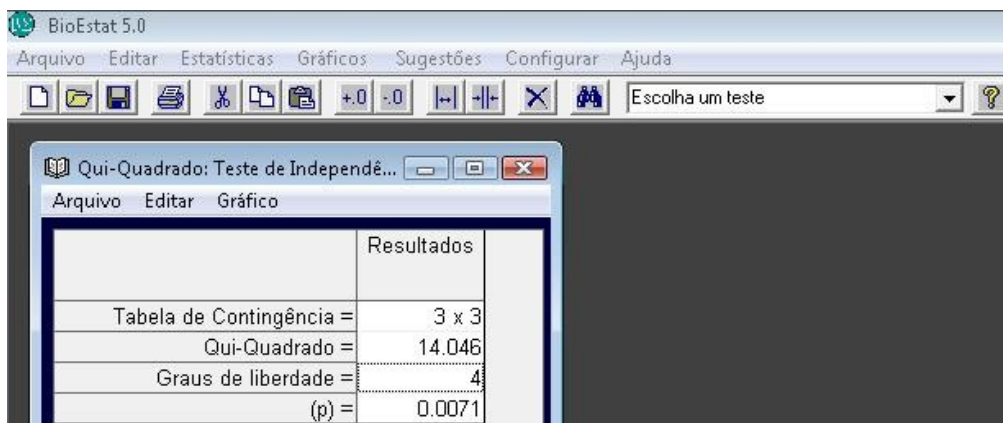 BioEstat 5.0
Arquivo Editar Estatísticas Gráficos Sugestões Configurar Ajuda
+.0 -.0 Escolha um teste
Qui-Quadrado: Teste de Independê...
Arquivo Editar Gráfico
Resultados
Tabela de Contingência = 3 x 3
Qui-Quadrado = 14.046
Graus de liberdade = 4
(p) = 0.0071